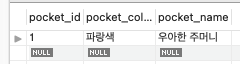 pocket_id pocket_col... pocket_name
1 파랑색 우아한 주머니
NULL NULL NULL